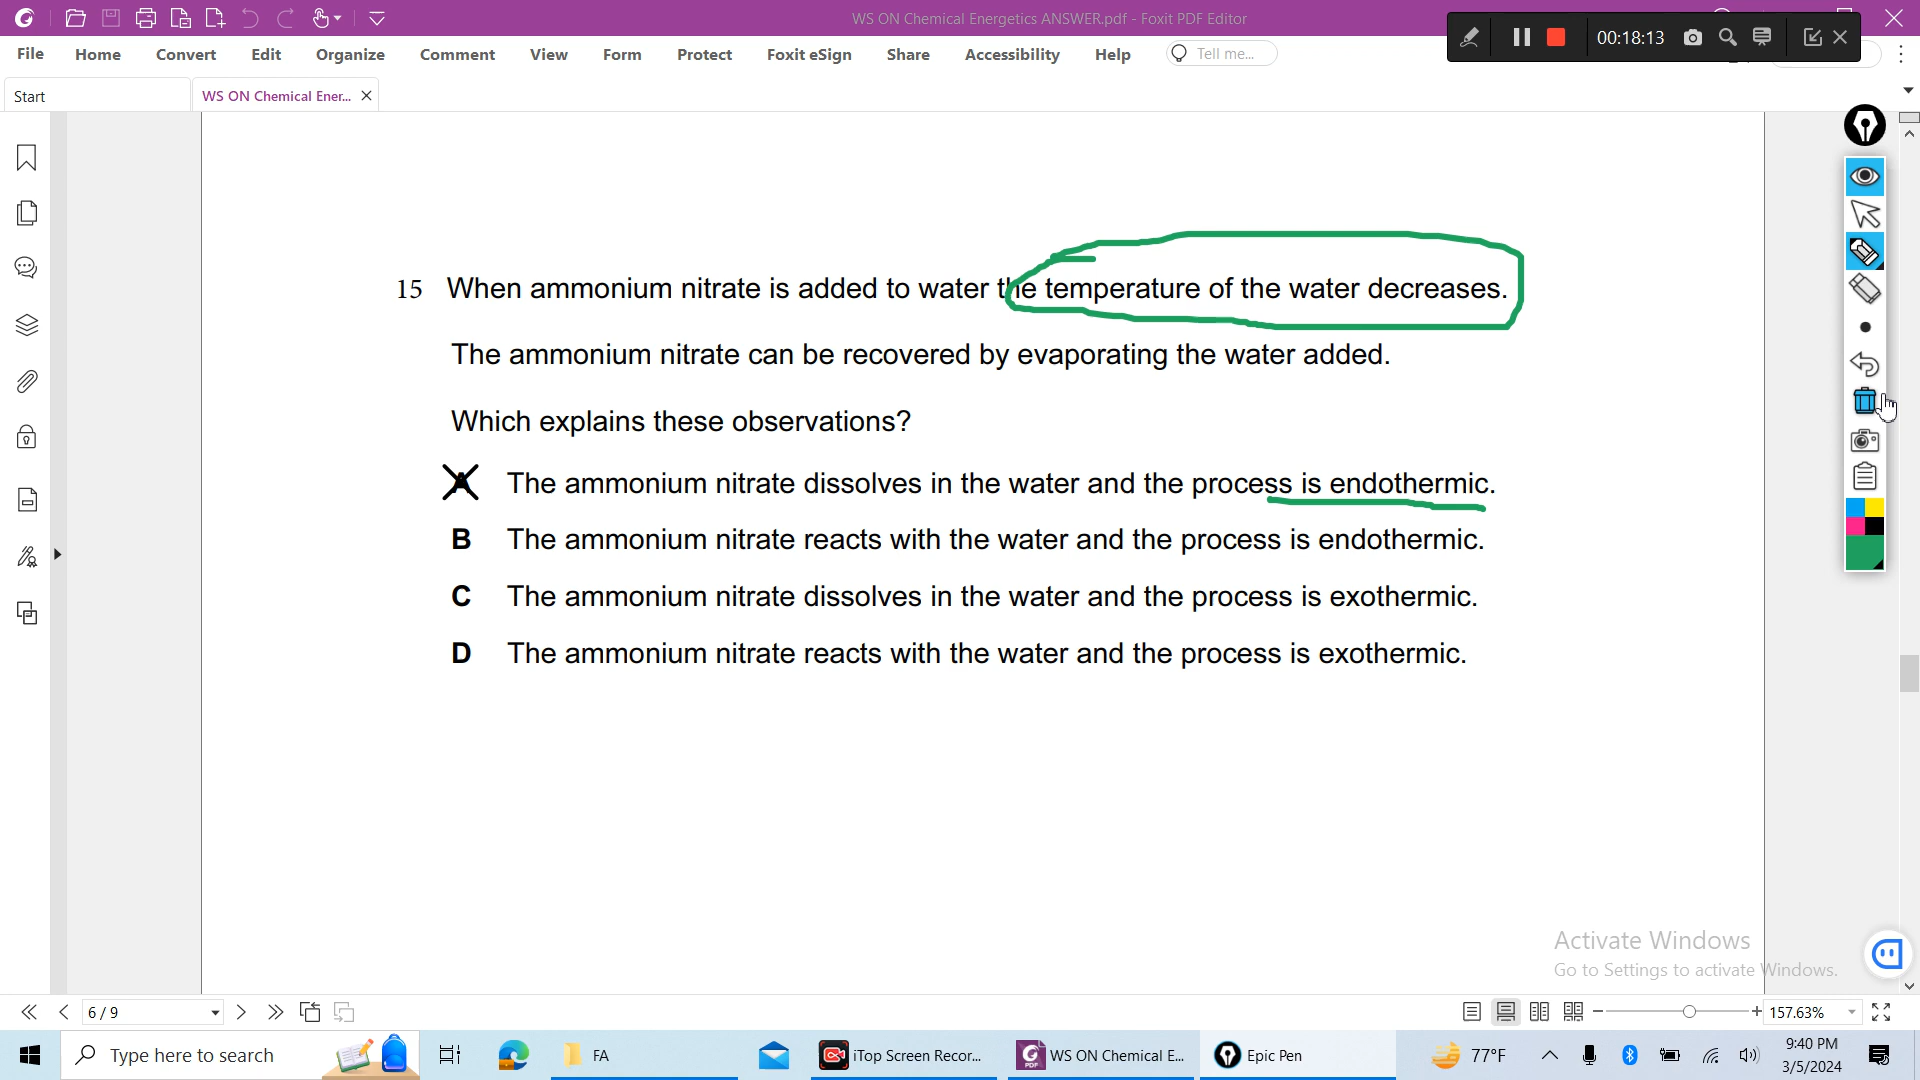 WS ON Chemical Energetics ANSWER.pdf - Foxit PDF Editor
00:18:13
File Home Convert Edit Organize Comment View Form Protect Foxit eSign Share Accessibility Help Tell me...
Start WS ON Chemical Ener...
15 When ammonium nitrate is added to water the temperature of the water decreases.
The ammonium nitrate can be recovered by evaporating the water added.
Which explains these observations?
A The ammonium nitrate dissolves in the water and the process is endothermic.
B The ammonium nitrate reacts with the water and the process is endothermic.
C The ammonium nitrate dissolves in the water and the process is exothermic.
D The ammonium nitrate reacts with the water and the process is exothermic.
Activate Windows
Go to Settings to activate Windows.
6 / 9 157.63%
Type here to search FA iTop Screen Recor... WS ON Chemical E... Epic Pen 77°F 9:40 PM
3/5/2024